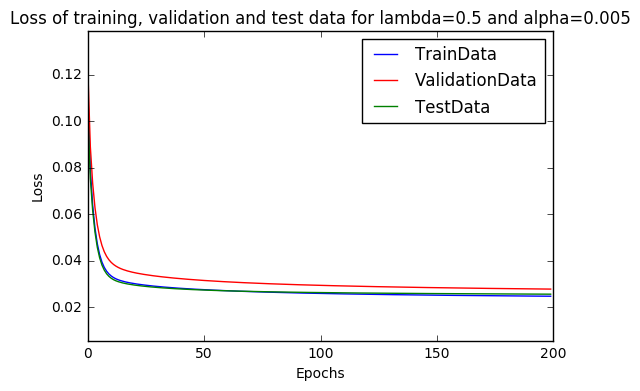 Loss of training, validation and test data for lambda=0.5 and alpha=0.005
TrainData
ValidationData
TestData
0.12
0.10
0.08
0.06
0.04
0.02
Loss
0 50 100 150 200
Epochs